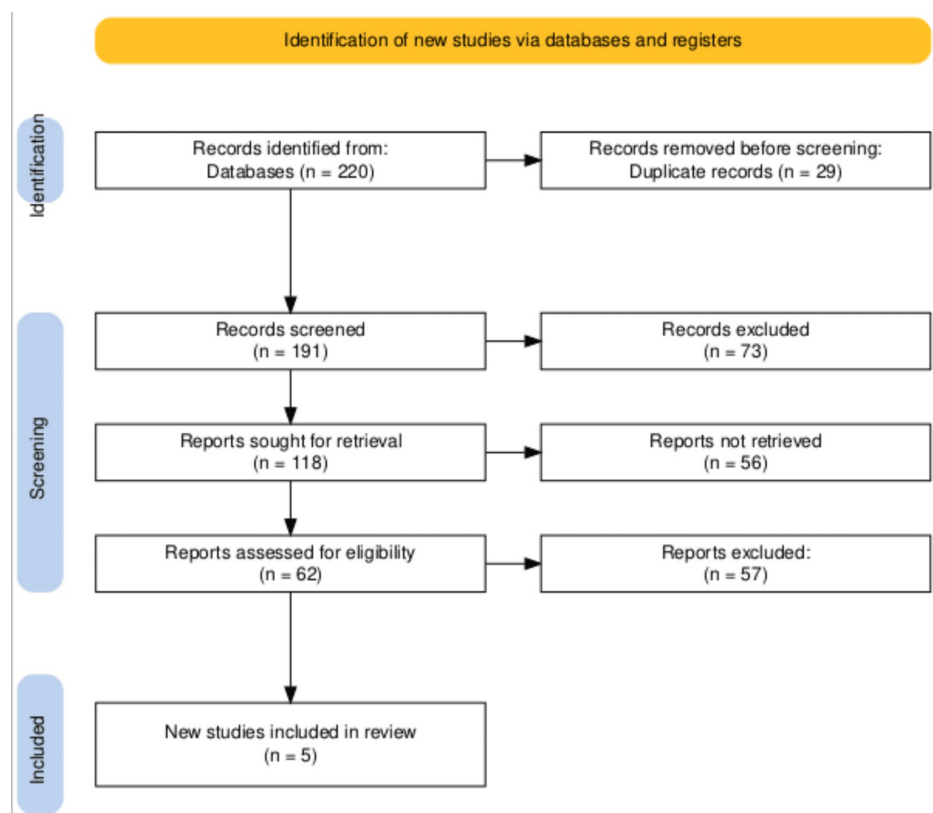 Identification of new studies via databases and registers
Identification
Records identified from:
Databases (n = 220)
Records removed before screening:
Duplicate records (n = 29)
Screening
Records screened
(n = 191)
Records excluded
(n = 73)
Reports sought for retrieval
(n = 118)
Reports not retrieved
(n = 56)
Reports assessed for eligibility
(n = 62)
Reports excluded:
(n = 57)
Included
New studies included in review
(n = 5)